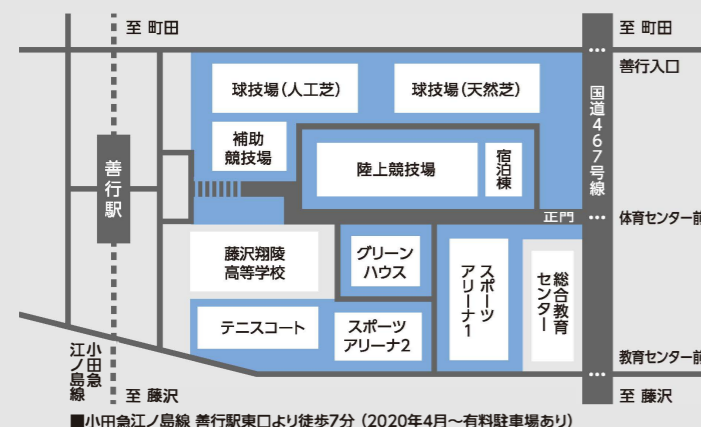 至 町田
至 町田
善行入口
球技場(人工芝)
球技場(天然芝)
国道467号線
補助
競技場
陸上競技場
宿泊棟
善行駅
正門
体育センター前
藤沢翔陵
高等学校
グリーン
ハウス
スポーツ
アリーナ1
総合教育
センター
テニスコート
スポーツ
アリーナ2
小田急
江ノ島線
教育センター前
至 藤沢
至 藤沢
■小田急江ノ島線 善行駅東口より徒歩7分 (2020年4月〜有料駐車場あり)